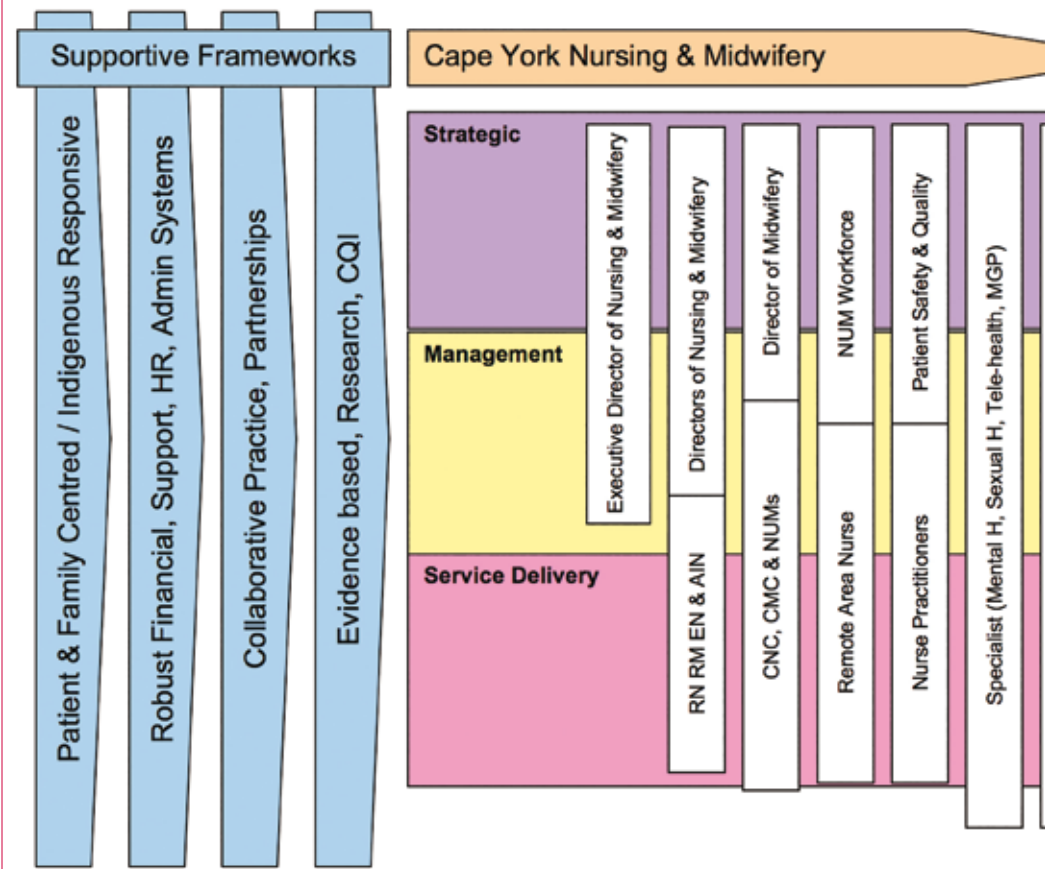 Supportive Frameworks
Patient & Family Centred / Indigenous Responsive
Robust Financial, Support, HR, Admin Systems
Collaborative Practice, Partnerships
Evidence based, Research, CQI
Cape York Nursing & Midwifery
Strategic
Management
Service Delivery
Executive Director of Nursing & Midwifery
Directors of Nursing & Midwifery
RN RM EN & AIN
Director of Midwifery
CNC, CMC & NUMs
NUM Workforce
Remote Area Nurse
Patient Safety & Quality
Nurse Practitioners
Specialist (Mental H, Sexual H, Tele-health, MGP)